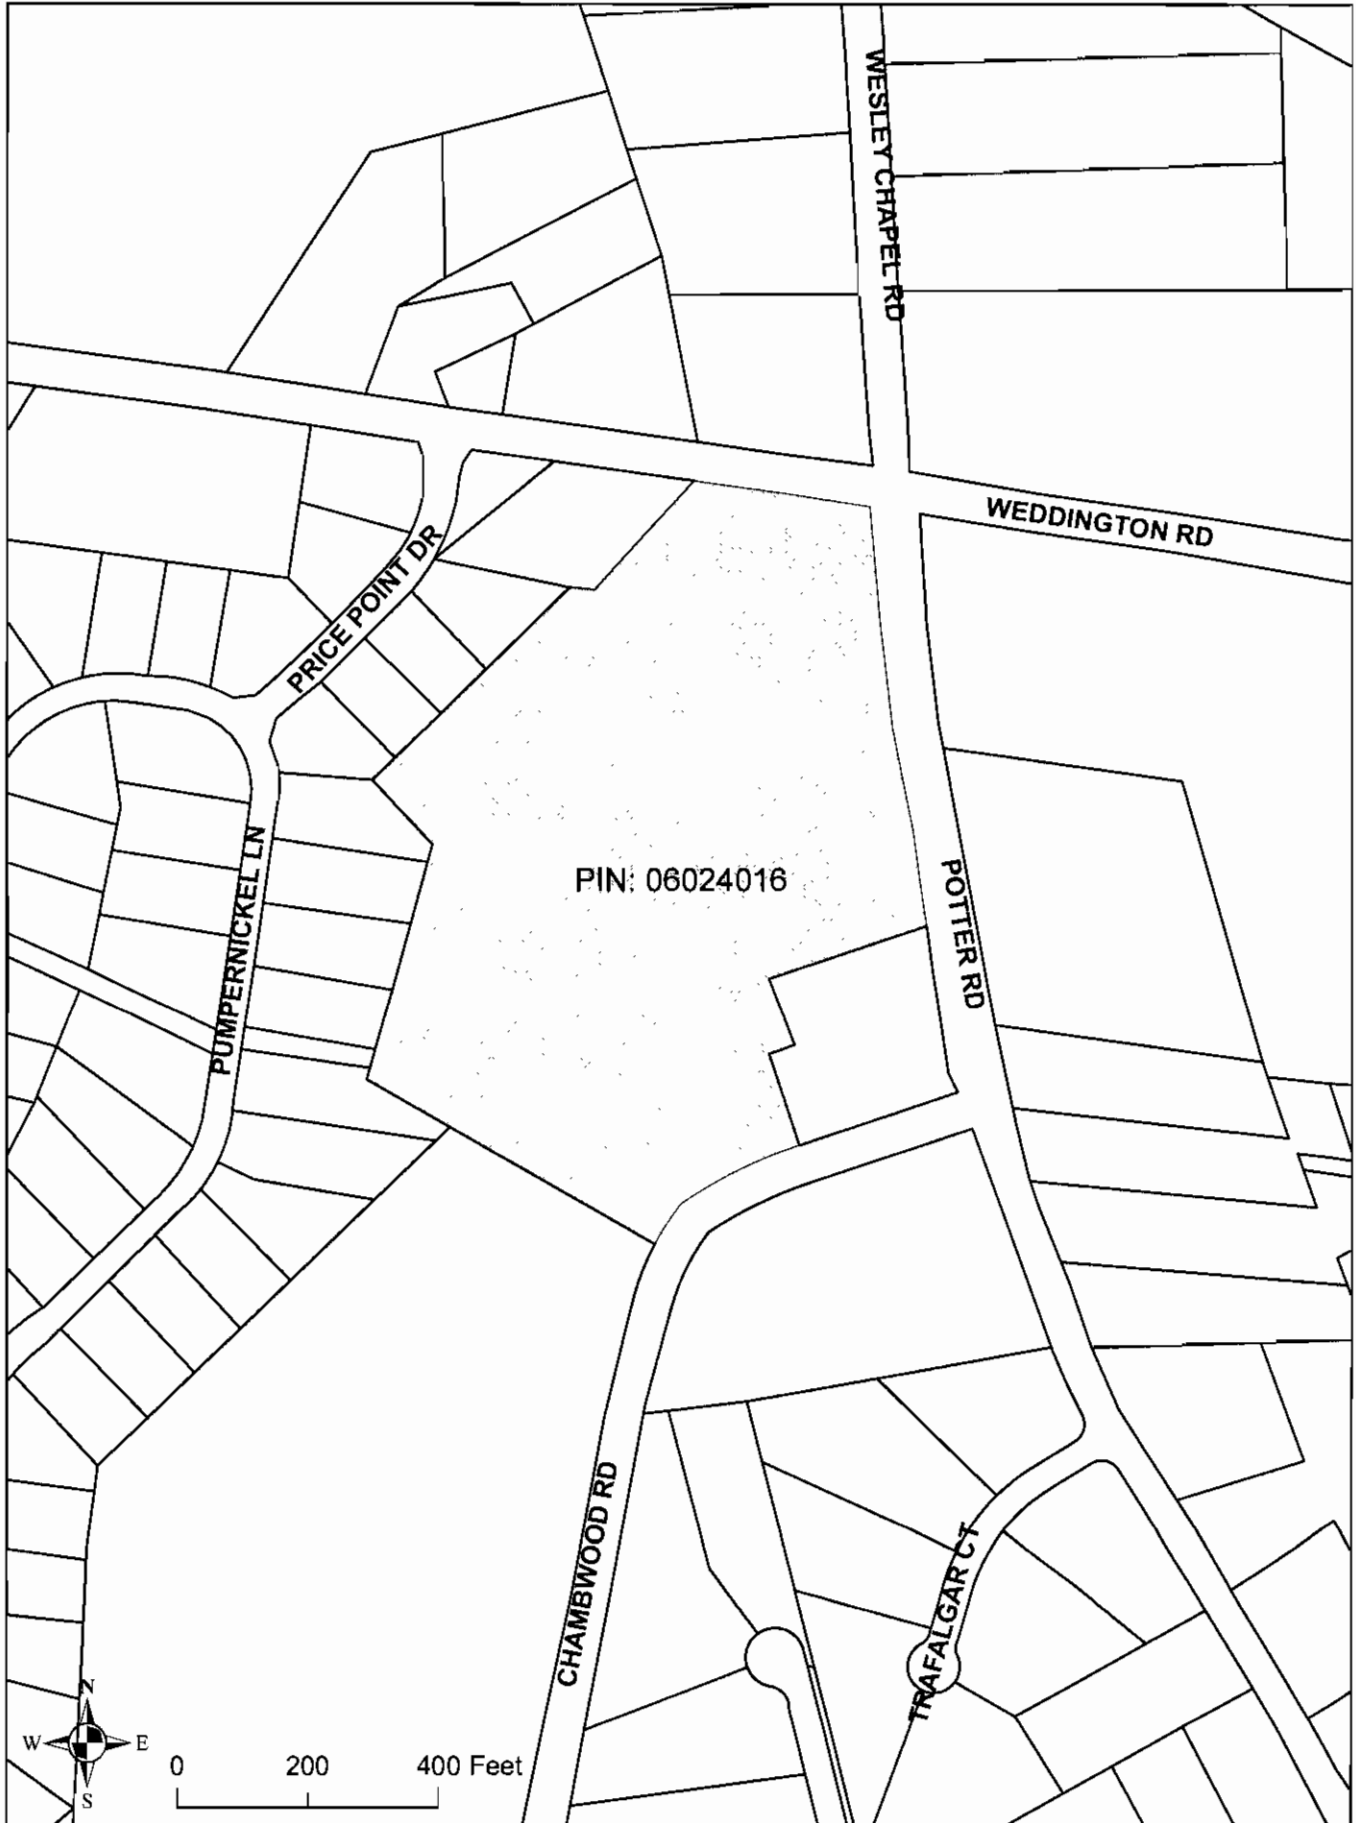 WESLEY CHAPEL RD
WEDDINGTON RD
PRICE POINT DR
PIN: 06024016
PUMPERNICKEL LN
POTTER RD
CHAMBWOOD RD
TRAFALGAR CT
N
W E
S
0 200 400 Feet